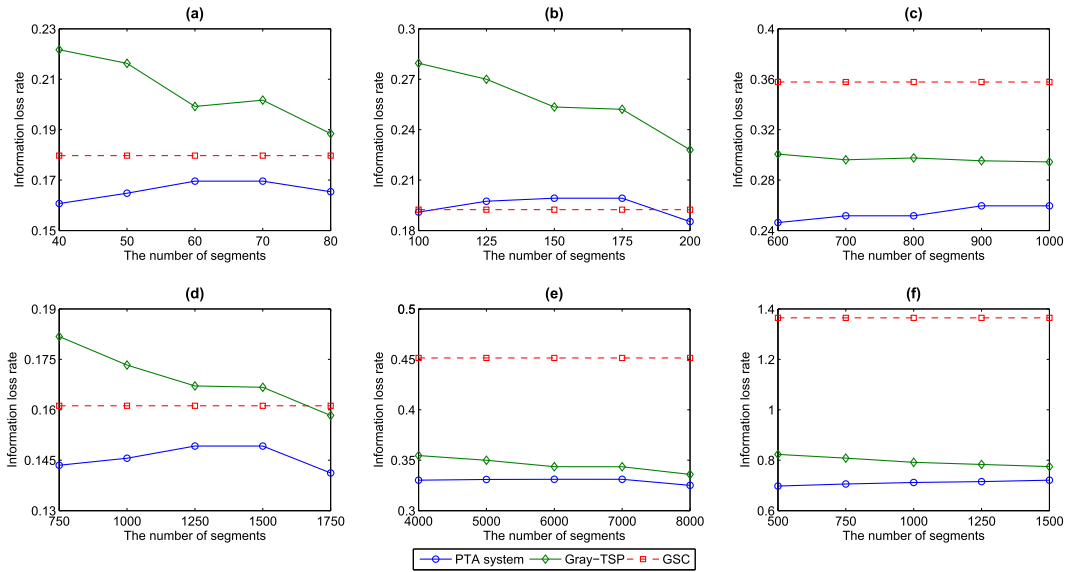 (a)
0.23
0.21
0.19
0.17
0.15
Information loss rate
40 50 60 70 80
The number of segments
(b)
0.3
0.27
0.24
0.21
0.18
Information loss rate
100 125 150 175 200
The number of segments
(c)
0.4
0.36
0.32
0.28
0.24
Information loss rate
600 700 800 900 1000
The number of segments
(d)
0.19
0.175
0.16
0.145
0.13
Information loss rate
750 1000 1250 1500 1750
The number of segments
(e)
0.5
0.45
0.4
0.35
0.3
Information loss rate
4000 5000 6000 7000 8000
The number of segments
(f)
1.4
1.2
1
0.8
0.6
Information loss rate
500 750 1000 1250 1500
The number of segments
PTA system Gray−TSP GSC